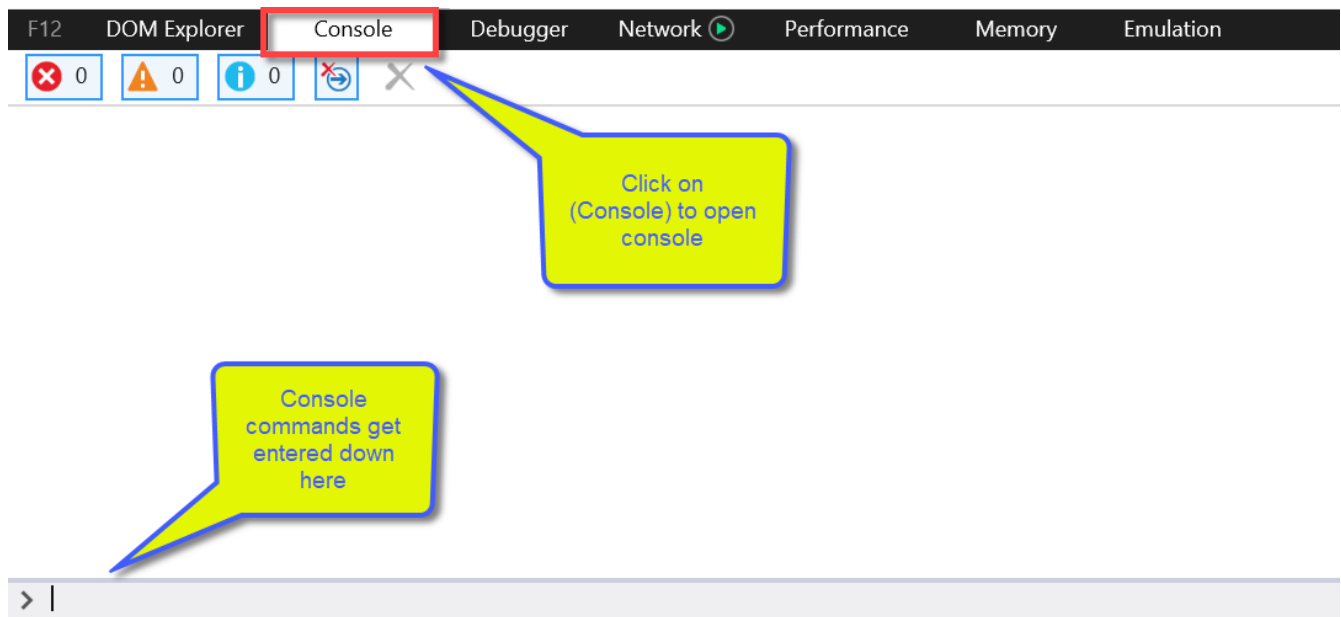 F12 DOM Explorer Console Debugger Network Performance Memory Emulation
0 0 0
Click on
(Console) to open
console
Console
commands get
entered down
here
>